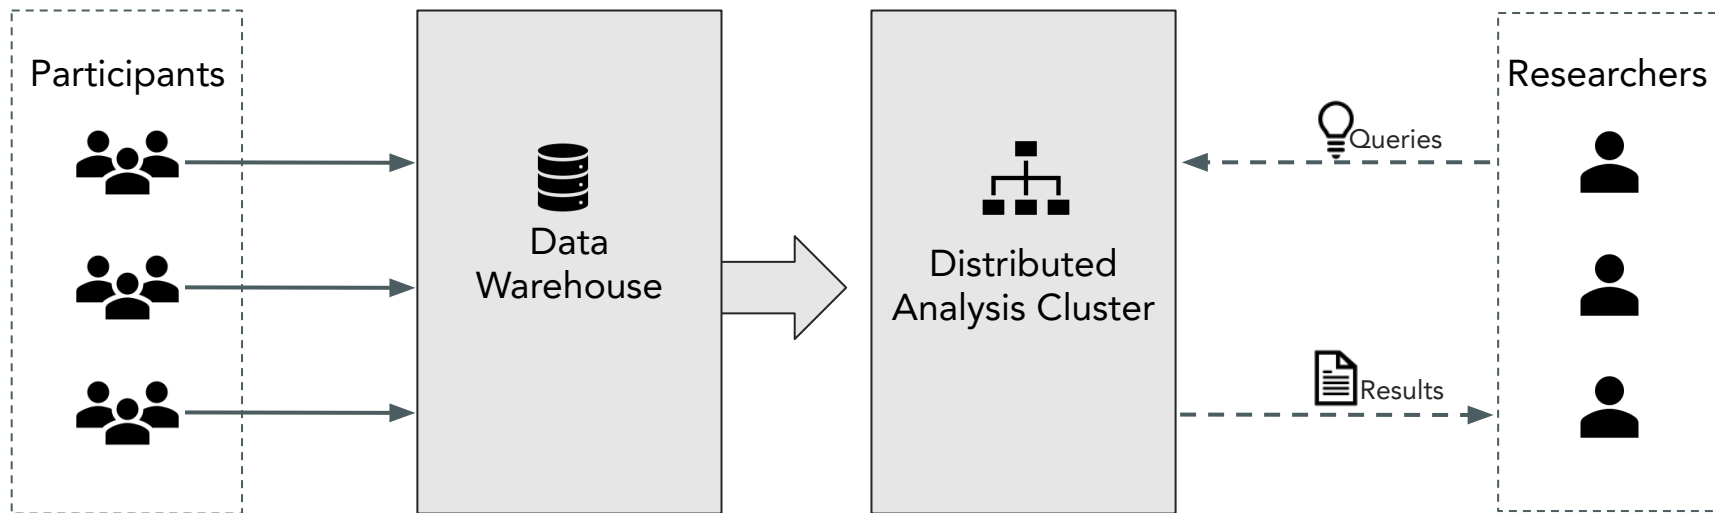 Participants
Data
Warehouse
Distributed
Analysis Cluster
Queries
Results
Researchers